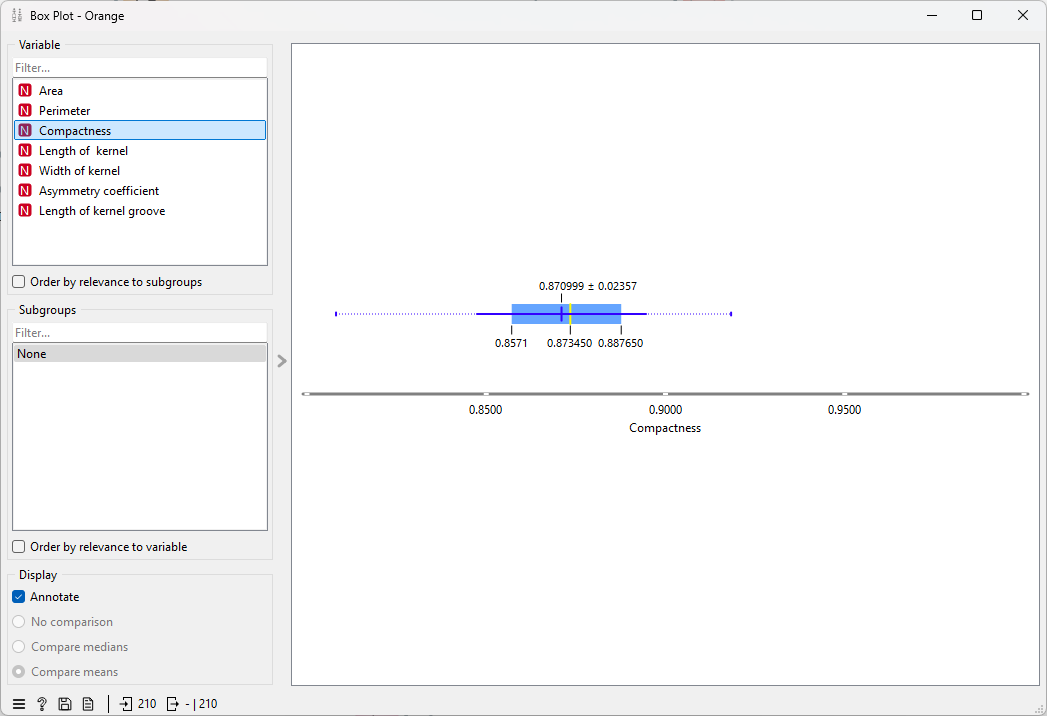 Box Plot - Orange
Variable
Filter...
N Area
N Perimeter
N Compactness
N Length of  kernel
N Width of kernel
N Asymmetry coefficient
N Length of kernel groove
Order by relevance to subgroups
Subgroups
Filter...
None
Order by relevance to variable
Display
Annotate
No comparison
Compare medians
Compare means
210 - | 210
0.870999 ± 0.02357
0.8571 0.873450 0.887650
0.8500 0.9000 0.9500
Compactness